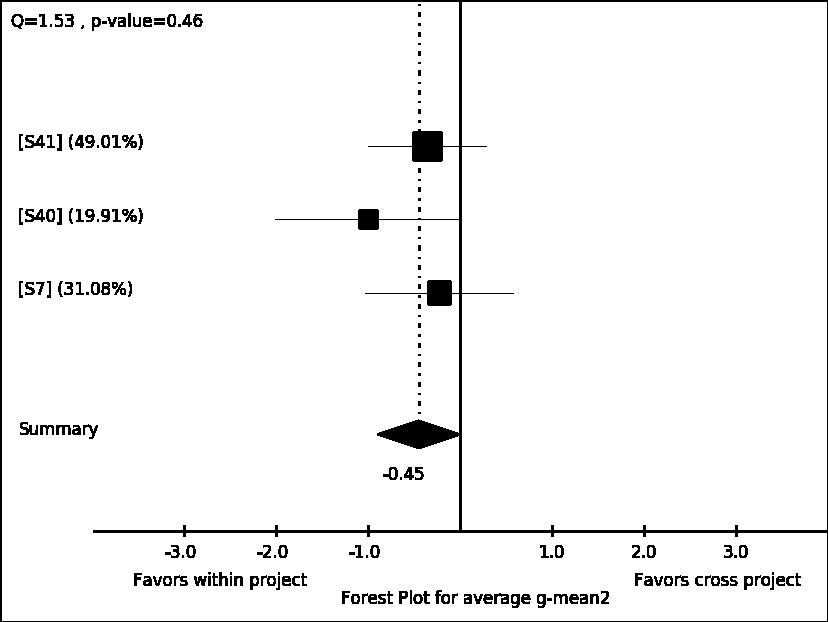 Q=1.53 , p-value=0.46
[S41] (49.01%)
[S40] (19.91%)
[S7] (31.08%)
Summary
-0.45
-3.0 -2.0 -1.0 1.0 2.0 3.0
Favors within project Favors cross project
Forest Plot for average g-mean2